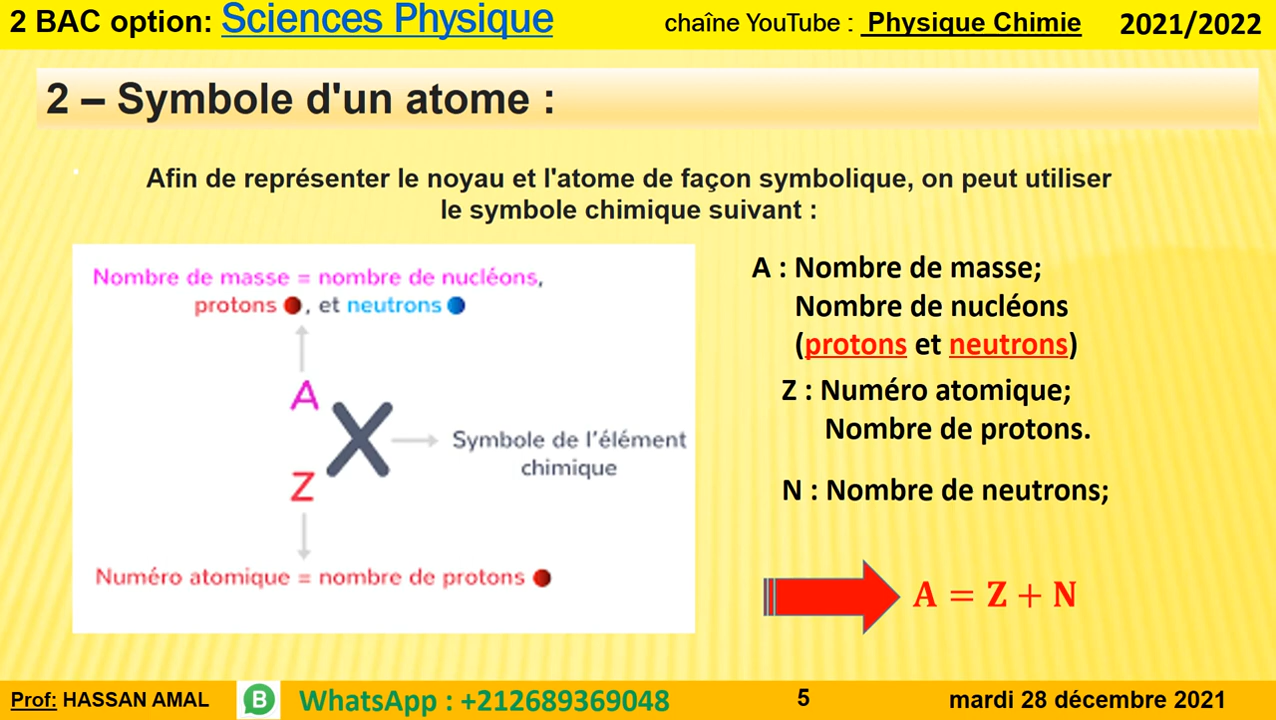 2 BAC option: Sciences Physique
chaîne YouTube : Physique Chimie
2021/2022
2 – Symbole d'un atome :
Afin de représenter le noyau et l'atome de façon symbolique, on peut utiliser
le symbole chimique suivant :
Nombre de masse = nombre de nucléons,
protons , et neutrons
A
X
Symbole de l'élément
chimique
Z
Numéro atomique = nombre de protons
A : Nombre de masse;
Nombre de nucléons
(protons et neutrons)
Z : Numéro atomique;
Nombre de protons.
N : Nombre de neutrons;
A = Z + N
Prof: HASSAN AMAL
B
WhatsApp : +212689369048
5
mardi 28 décembre 2021